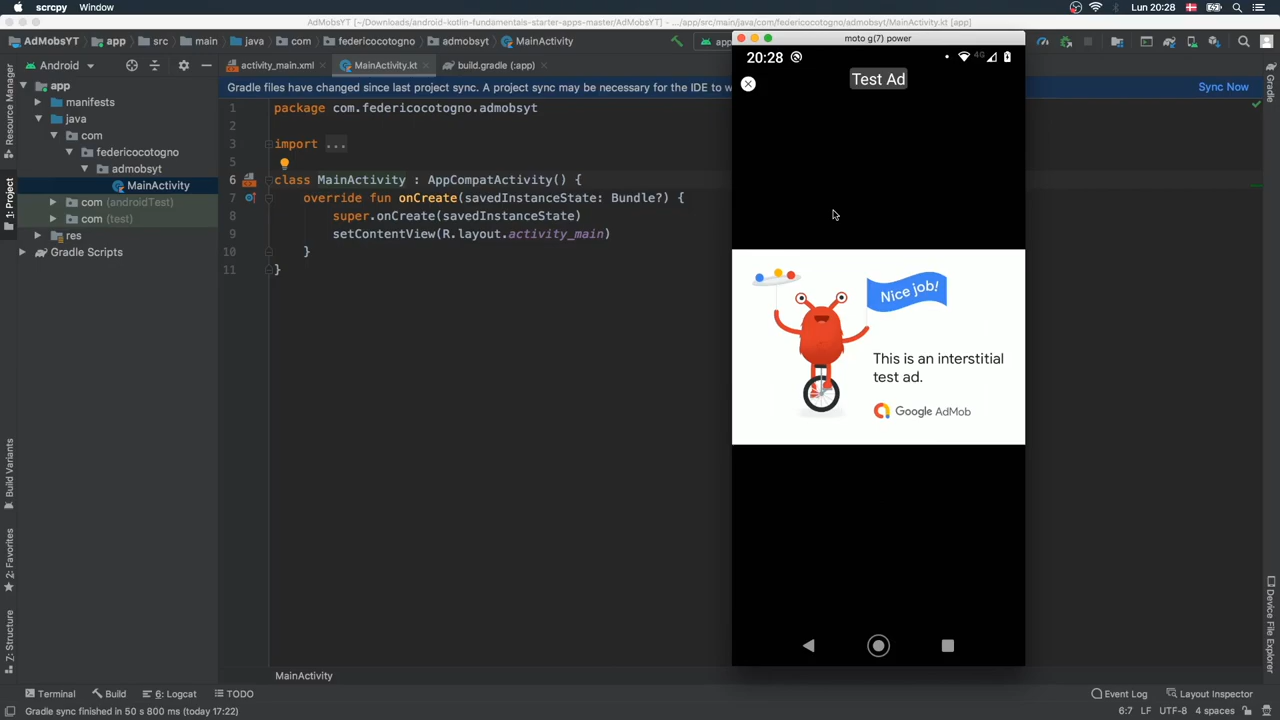 scrcpy Window
Lun 20:28
AdMobsYT [~/Downloads/android-kotlin-fundamentals-starter-apps-master/AdMobsYT] - .../app/src/main/java/com/federicocotogno/admobsyt/MainActivity.kt [app]
app src main java com federicocotogno admobsyt MainActivity
Android
activity_main.xml MainActivity.kt build.gradle (:app)
Gradle files have changed since last project sync. A project sync may be necessary for the IDE to w
Sync Now
app
manifests
java
com
federicocotogno
admobsyt
MainActivity
com (androidTest)
com (test)
res
Gradle Scripts
1 package com.federicocotogno.admobsyt
2
3 import ...
5
6 class MainActivity : AppCompatActivity() {
7 override fun onCreate(savedInstanceState: Bundle?) {
8 super.onCreate(savedInstanceState)
9 setContentView(R.layout.activity_main)
10 }
11 }
moto g(7) power
20:28
4G
Test Ad
Nice job!
This is an interstitial
test ad.
Google AdMob
Resource Manager
1: Project
Build Variants
2: Favorites
Z: Structure
Gradle
Device File Explorer
MainActivity
Terminal Build 6: Logcat TODO
Event Log Layout Inspector
Gradle sync finished in 50 s 800 ms (today 17:22)
6:7 LF UTF-8 4 spaces